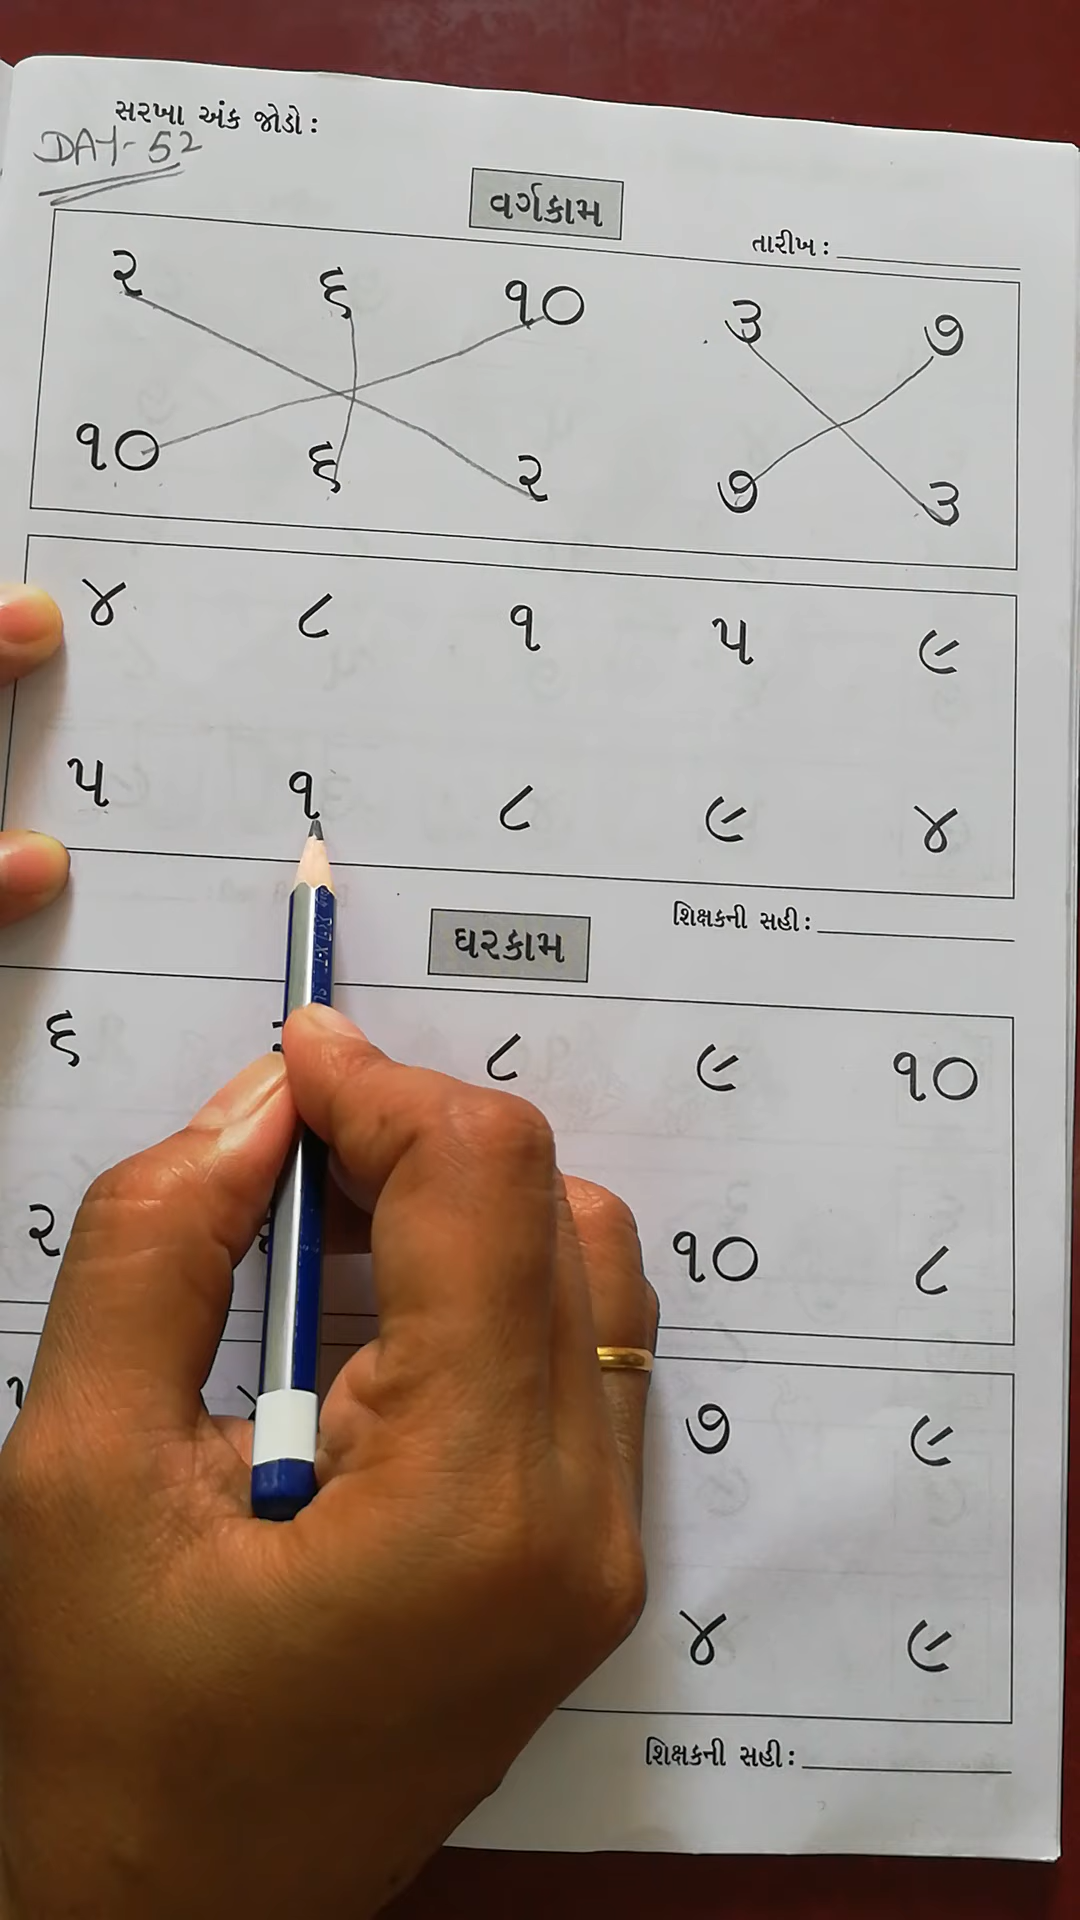 સરખા અંક જોડો :
DAY-52
વર્ગકામ
તારીખ :
૨ ૬ ૧૦ ૩ ૭
૧૦ ૬ ૨ ૭ ૩
૪ ૮ ૧ ૫ ૯
૫ ૧ ૮ ૯ ૪
શિક્ષકની સહી :
ઘરકામ
૬ ૮ ૯ ૧૦
૨ ૧૦ ૮
૭ ૯
૪ ૯
શિક્ષકની સહી :